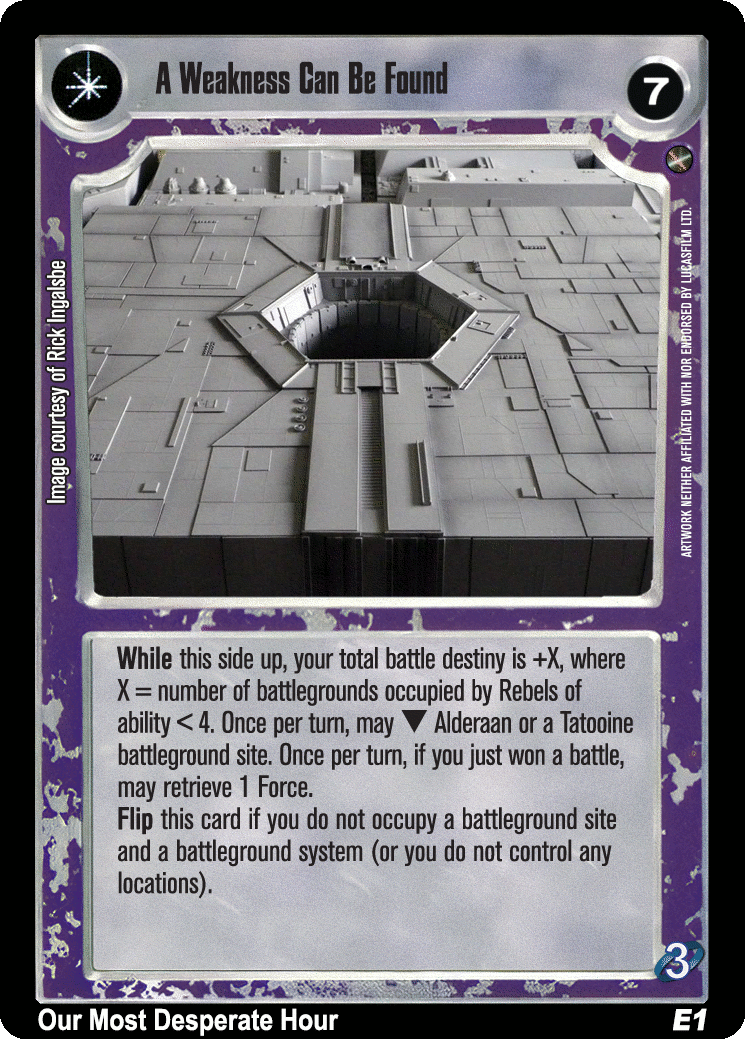 A Weakness Can Be Found
7
Image courtesy of Rick Ingalsbe
ARTWORK NEITHER AFFILIATED WITH NOR ENDORSED BY LUCASFILM LTD.
While this side up, your total battle destiny is +X, where
X = number of battlegrounds occupied by Rebels of
ability < 4. Once per turn, may ▼ Alderaan or a Tatooine
battleground site. Once per turn, if you just won a battle,
may retrieve 1 Force.
Flip this card if you do not occupy a battleground site
and a battleground system (or you do not control any
locations).
3
Our Most Desperate Hour
E1